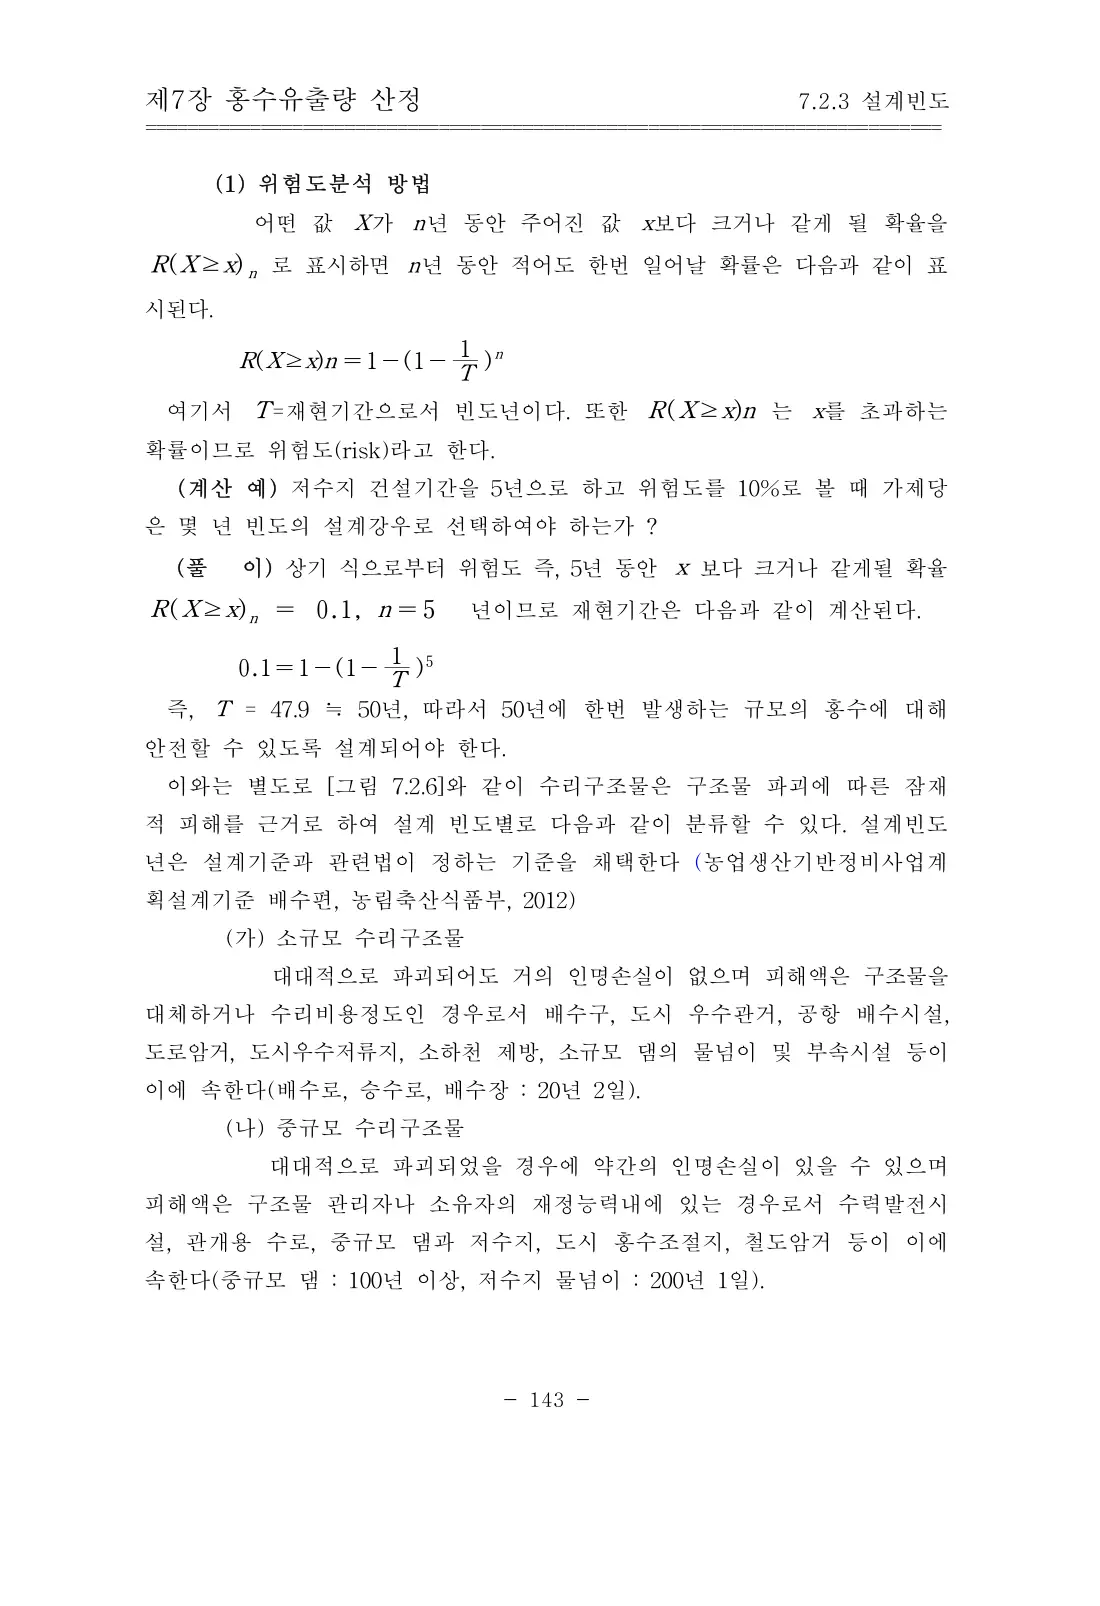 제7장 홍수유출량 산정 7.2.3 설계빈도
(1) 위험도분석 방법
어떤 값 X가 n년 동안 주어진 값 x보다 크거나 같게 될 확율을
R(X≥x)n 로 표시하면 n년 동안 적어도 한번 일어날 확률은 다음과 같이 표
시된다.
R(X≥x)n=1-(1-1/T)^n
여기서 T=재현기간으로서 빈도년이다. 또한 R(X≥x)n 는 x를 초과하는
확률이므로 위험도(risk)라고 한다.
(계산 예) 저수지 건설기간을 5년으로 하고 위험도를 10%로 볼 때 가제당
은 몇 년 빈도의 설계강우로 선택하여야 하는가 ?
(풀 이) 상기 식으로부터 위험도 즉, 5년 동안 x 보다 크거나 같게될 확율
R(X≥x)n = 0.1, n=5 년이므로 재현기간은 다음과 같이 계산된다.
0.1=1-(1-1/T)^5
즉, T = 47.9 ≒ 50년, 따라서 50년에 한번 발생하는 규모의 홍수에 대해
안전할 수 있도록 설계되어야 한다.
이와는 별도로 [그림 7.2.6]와 같이 수리구조물은 구조물 파괴에 따른 잠재
적 피해를 근거로 하여 설계 빈도별로 다음과 같이 분류할 수 있다. 설계빈도
년은 설계기준과 관련법이 정하는 기준을 채택한다 (농업생산기반정비사업계
획설계기준 배수편, 농림축산식품부, 2012)
(가) 소규모 수리구조물
대대적으로 파괴되어도 거의 인명손실이 없으며 피해액은 구조물을
대체하거나 수리비용정도인 경우로서 배수구, 도시 우수관거, 공항 배수시설,
도로암거, 도시우수저류지, 소하천 제방, 소규모 댐의 물넘이 및 부속시설 등이
이에 속한다(배수로, 승수로, 배수장 : 20년 2일).
(나) 중규모 수리구조물
대대적으로 파괴되었을 경우에 약간의 인명손실이 있을 수 있으며
피해액은 구조물 관리자나 소유자의 재정능력내에 있는 경우로서 수력발전시
설, 관개용 수로, 중규모 댐과 저수지, 도시 홍수조절지, 철도암거 등이 이에
속한다(중규모 댐 : 100년 이상, 저수지 물넘이 : 200년 1일).
- 143 -